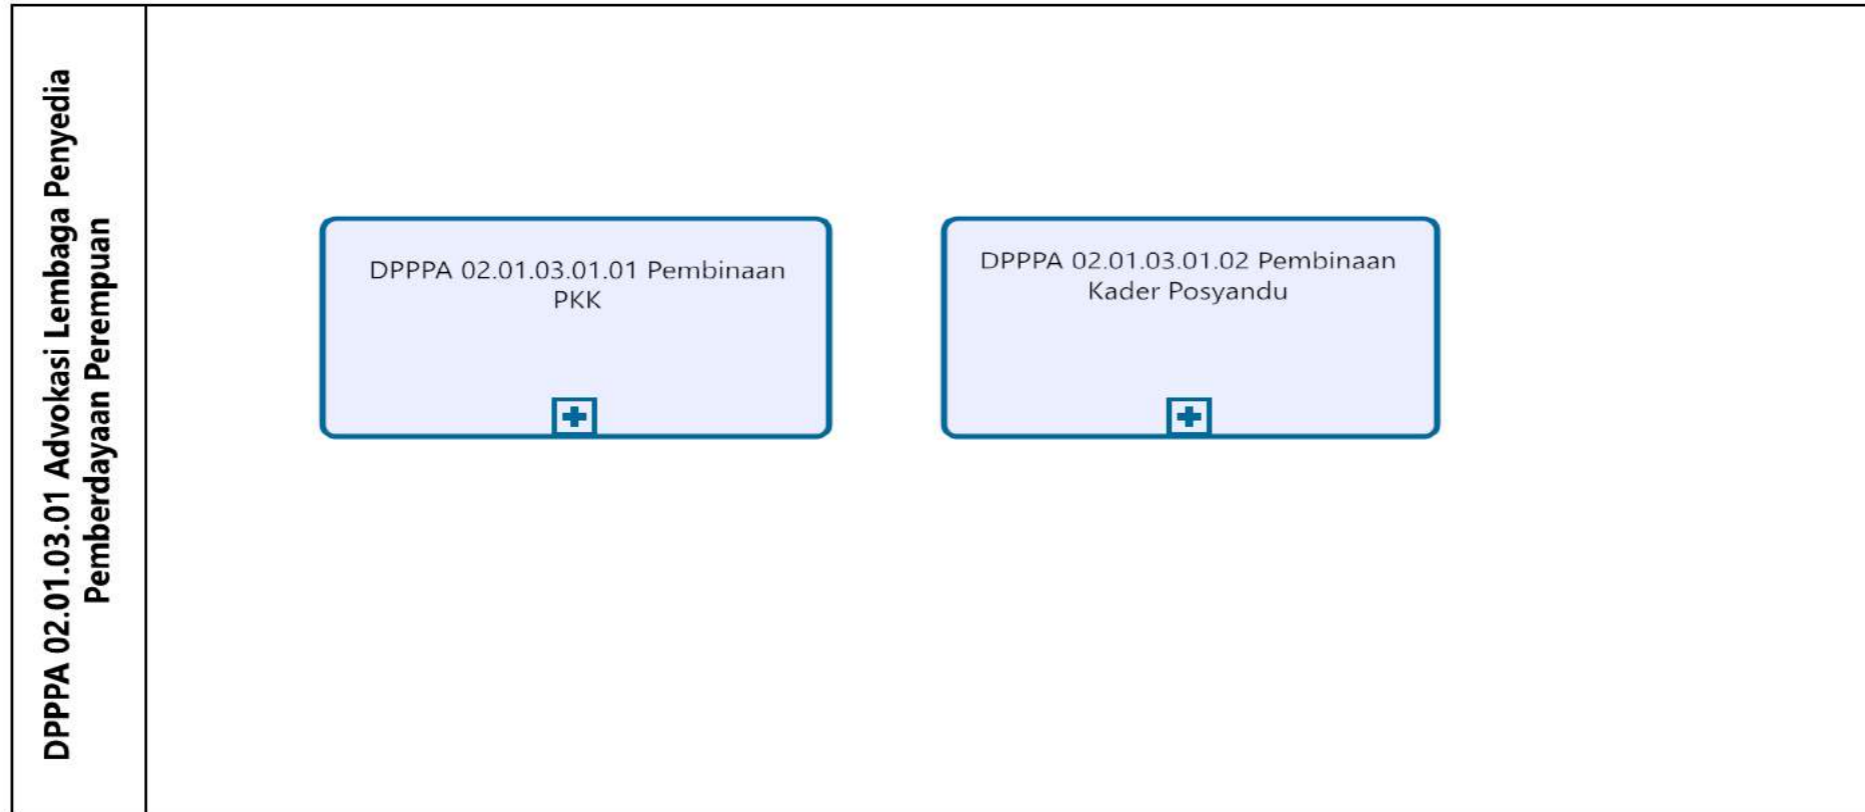 DPPPA 02.01.03.01 Advokasi Lembaga Penyedia
Pemberdayaan Perempuan
DPPPA 02.01.03.01.01 Pembinaan
PKK
DPPPA 02.01.03.01.02 Pembinaan
Kader Posyandu